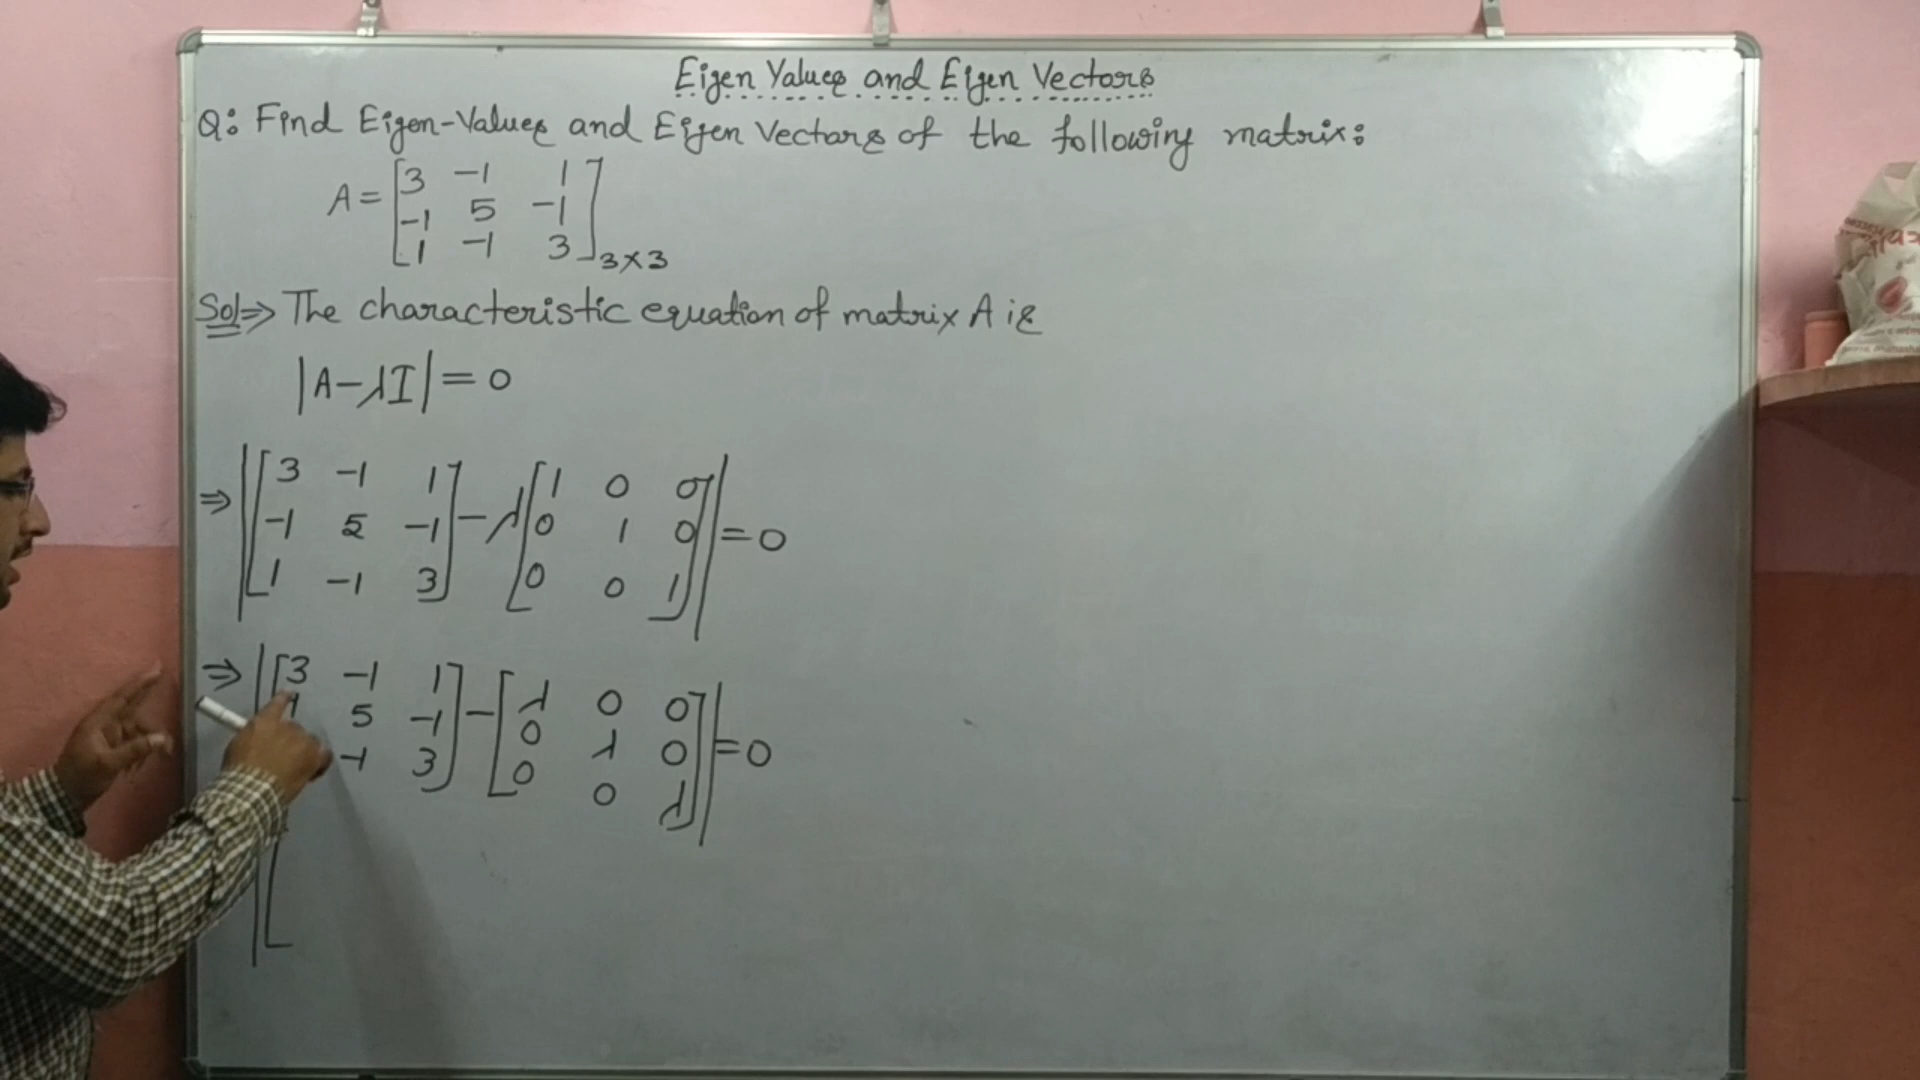 Eigen Values and Eigen Vectors
Q: Find Eigen-Values and Eigen Vectors of the following matrix:
A = [3 -1 1
-1 5 -1
1 -1 3] 3×3
Sol ⇒ The characteristic equation of matrix A is
|A-λI| = 0
⇒ |[3 -1 1
-1 5 -1
1 -1 3] - λ[1 0 0
0 1 0
0 0 1]| = 0
⇒ |[3 -1 1
5 -1
-1 3] - [λ 0 0
0 λ 0
0 0 λ]| = 0